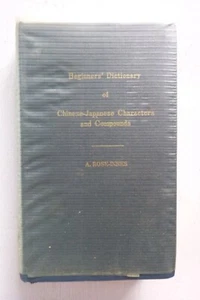 Beginners' Dictionary
of
Chinese-Japanese Characters
and Compounds
A. ROSE-INNES